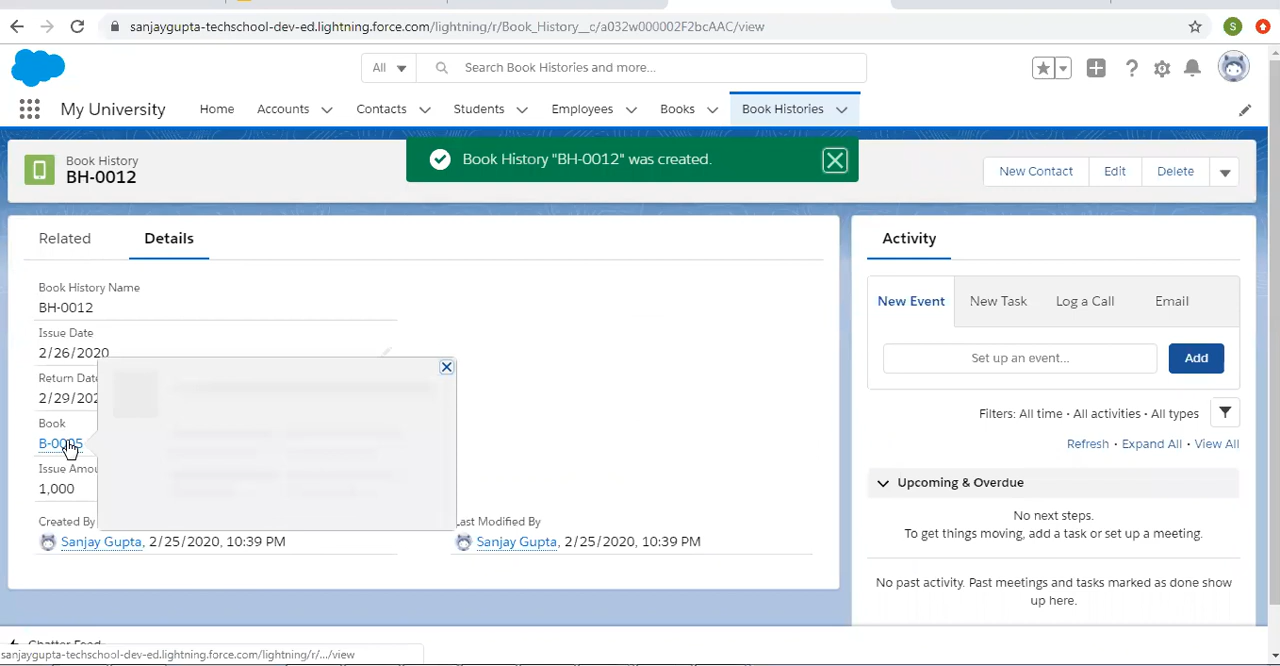 sanjaygupta-techschool-dev-ed.lightning.force.com/lightning/r/Book_History__c/a032w000002F2bcAAC/view
S
All
Search Book Histories and more...
My University
Home
Accounts
Contacts
Students
Employees
Books
Book Histories
Book History
BH-0012
Book History "BH-0012" was created.
New Contact
Edit
Delete
Related
Details
Activity
Book History Name
BH-0012
Issue Date
2/26/2020
Return Date
2/29/202
Book
B-0005
Issue Amou
1,000
Created By
Sanjay Gupta, 2/25/2020, 10:39 PM
Last Modified By
Sanjay Gupta, 2/25/2020, 10:39 PM
New Event
New Task
Log a Call
Email
Set up an event...
Add
Filters: All time • All activities • All types
Refresh • Expand All • View All
Upcoming & Overdue
No next steps.
To get things moving, add a task or set up a meeting.
No past activity. Past meetings and tasks marked as done show
up here.
sanjaygupta-techschool-dev-ed.lightning.force.com/lightning/r/.../view